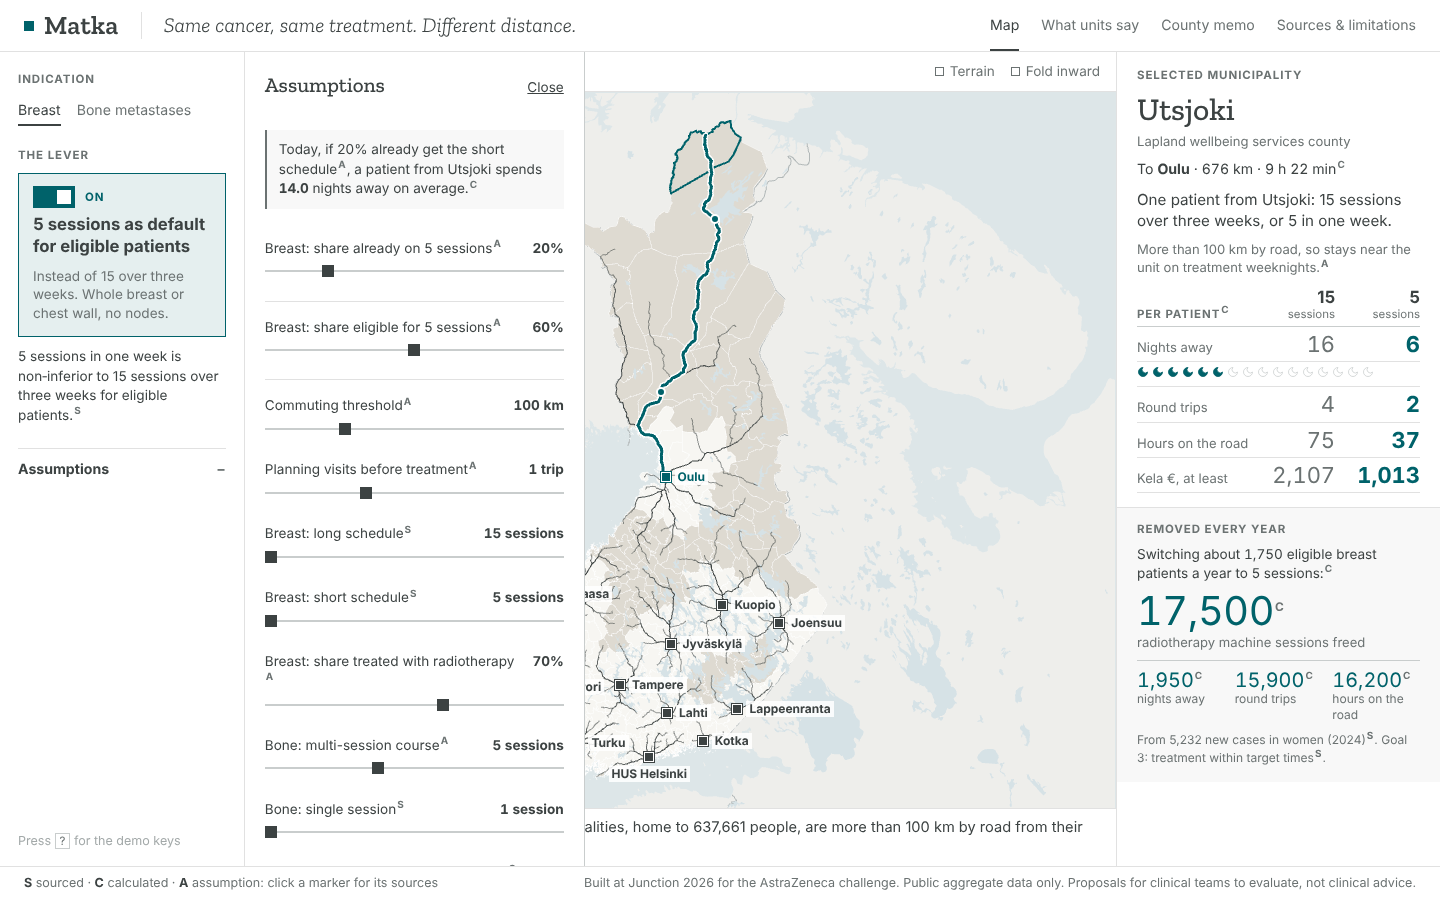 Matka
Same cancer, same treatment. Different distance.
Map
What units say
County memo
Sources & limitations
INDICATION
Breast
Bone metastases
THE LEVER
ON
5 sessions as default
for eligible patients
Instead of 15 over three
weeks. Whole breast or
chest wall, no nodes.
5 sessions in one week is
non-inferior to 15 sessions over
three weeks for eligible
patients.S
Assumptions –
Press ? for the demo keys
Assumptions
Close
Today, if 20% already get the short
scheduleA, a patient from Utsjoki spends
14.0 nights away on average.C
Breast: share already on 5 sessionsA 20%
Breast: share eligible for 5 sessionsA 60%
Commuting thresholdA 100 km
Planning visits before treatmentA 1 trip
Breast: long scheduleS 15 sessions
Breast: short scheduleS 5 sessions
Breast: share treated with radiotherapy 70%
A
Bone: multi-session courseA 5 sessions
Bone: single sessionS 1 session
Terrain
Fold inward
Oulu
aasa
Kuopio
Joensuu
Jyväskylä
ori
Tampere
Lahti
Lappeenranta
Turku
Kotka
HUS Helsinki
alities, home to 637,661 people, are more than 100 km by road from their
SELECTED MUNICIPALITY
Utsjoki
Lapland wellbeing services county
To Oulu · 676 km · 9 h 22 minC
One patient from Utsjoki: 15 sessions
over three weeks, or 5 in one week.
More than 100 km by road, so stays near the
unit on treatment weeknights.A
15 5
PER PATIENTC sessions sessions
Nights away 16 6
Round trips 4 2
Hours on the road 75 37
Kela €, at least 2,107 1,013
REMOVED EVERY YEAR
Switching about 1,750 eligible breast
patients a year to 5 sessions:C
17,500C
radiotherapy machine sessions freed
1,950C 15,900C 16,200C
nights away round trips hours on the
road
From 5,232 new cases in women (2024)S. Goal
3: treatment within target timesS.
S sourced · C calculated · A assumption: click a marker for its sources
Built at Junction 2026 for the AstraZeneca challenge. Public aggregate data only. Proposals for clinical teams to evaluate, not clinical advice.